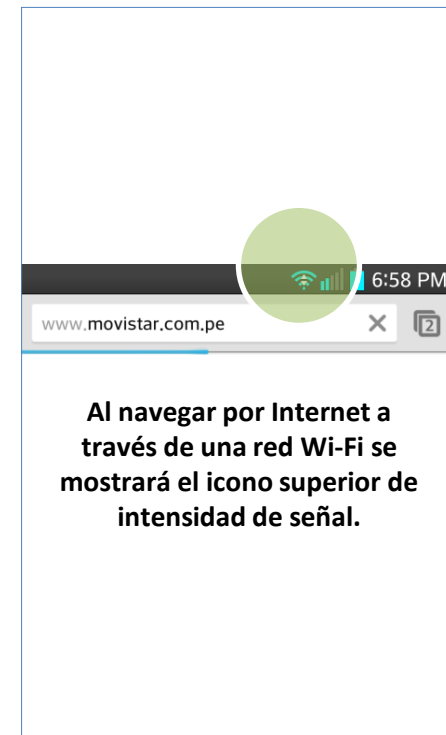 6:58 PM
www.movistar.com.pe
2
Al navegar por Internet a
través de una red Wi-Fi se
mostrará el icono superior de
intensidad de señal.